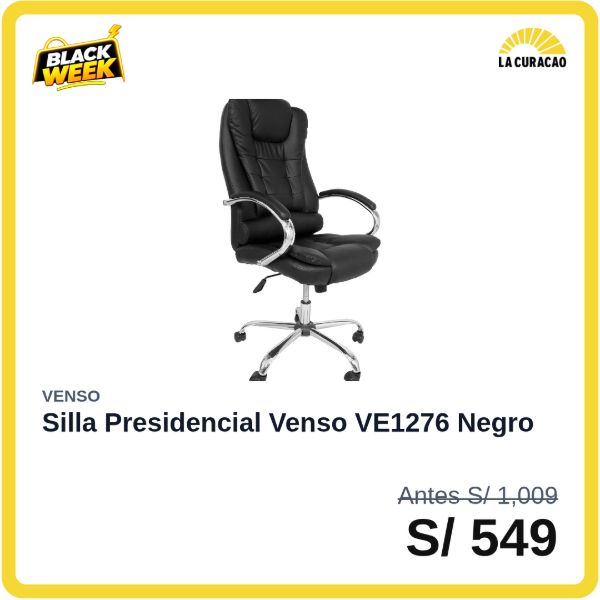 BLACK
WEEK
LA CURACAO
VENSO
Silla Presidencial Venso VE1276 Negro
Antes S/ 1,009
S/ 549